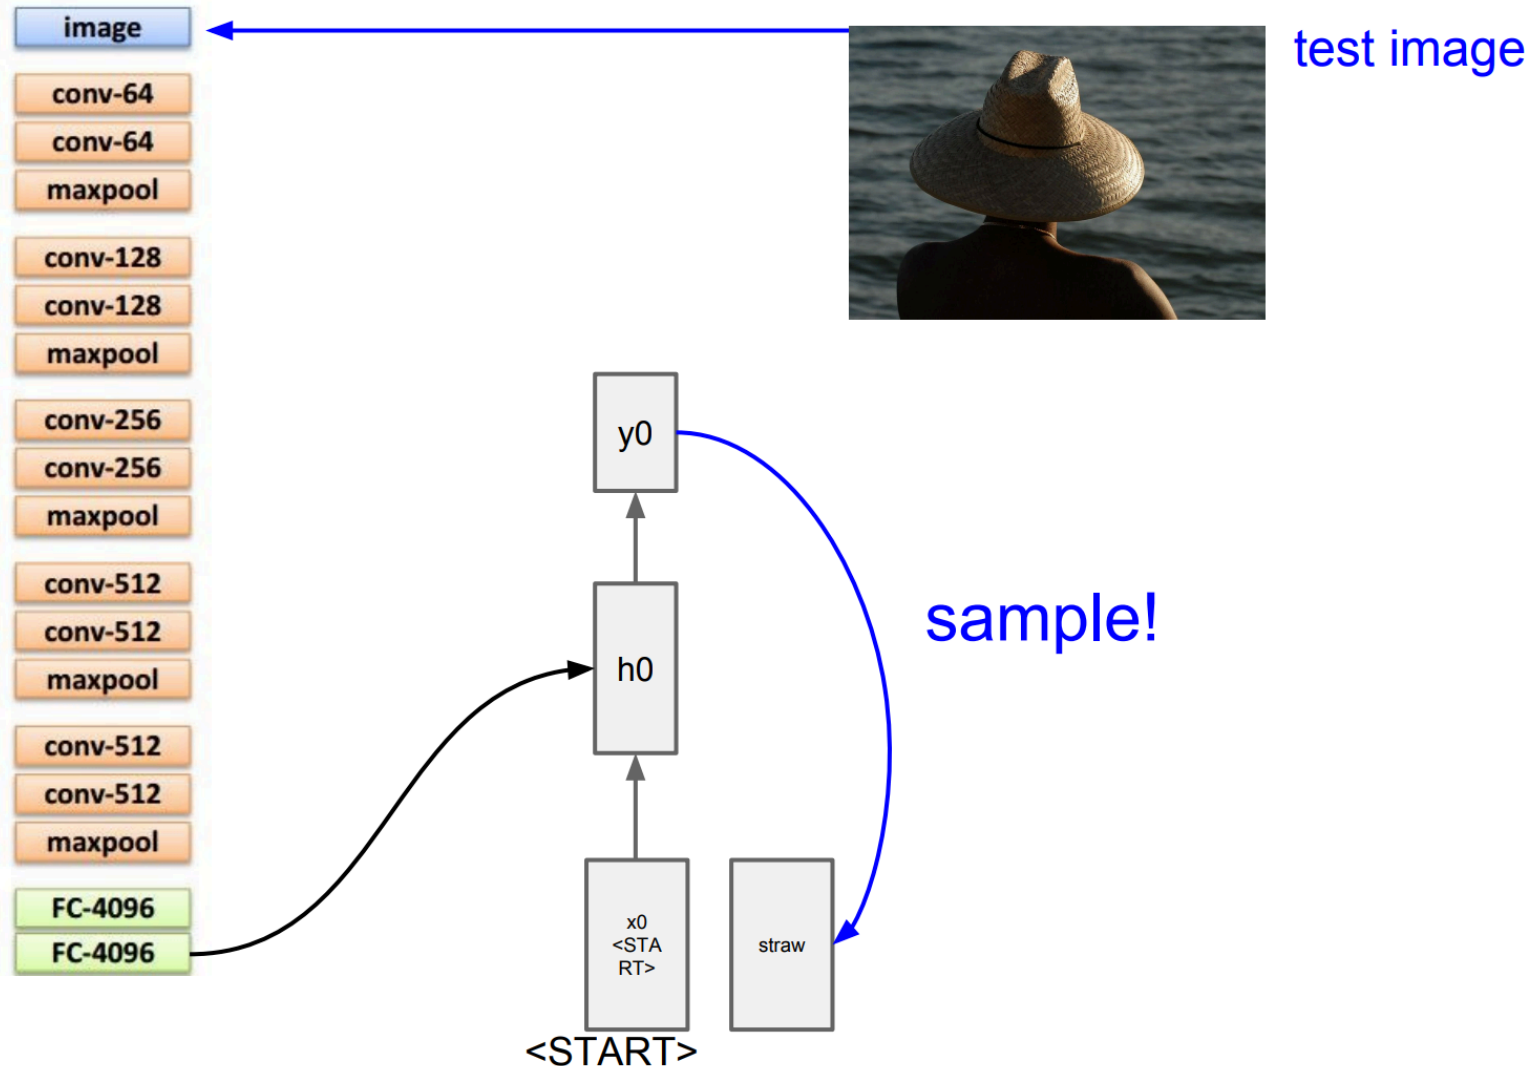 image
conv-64
conv-64
maxpool
conv-128
conv-128
maxpool
conv-256
conv-256
maxpool
conv-512
conv-512
maxpool
conv-512
conv-512
maxpool
FC-4096
FC-4096
test image
y0
h0
sample!
x0
<STA
RT>
straw
<START>